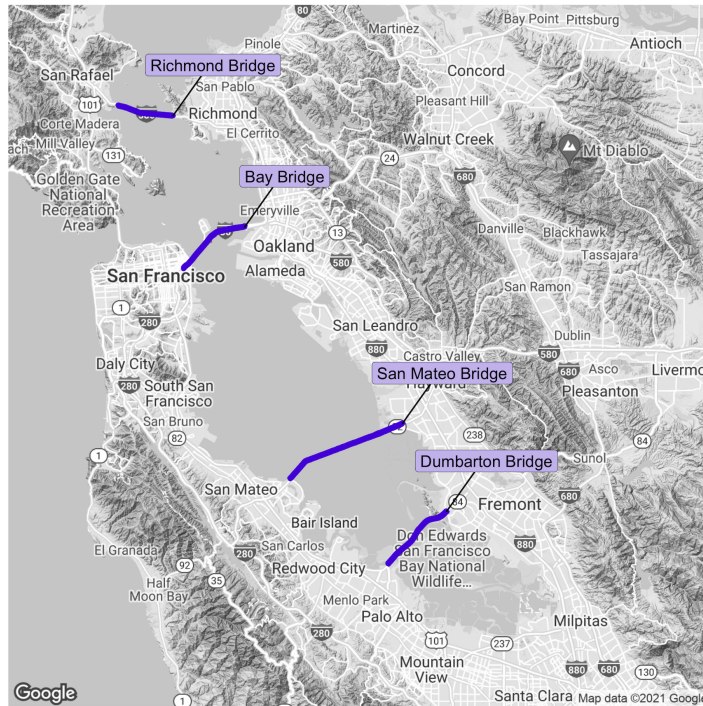 Martinez
Bay Point
Pittsburg
Pinole
Antioch
San Rafael
Richmond Bridge
Concord
San Pablo
101
Pleasant Hill
Richmond
Corte Madera
El Cerrito
Mill Valley
Walnut Creek
131
24
Mt Diablo
Golden Gate
National
Recreation
Area
680
Bay Bridge
Emeryville
Danville
Blackhawk
13
Oakland
Tassajara
580
San Francisco
Alameda
San Ramon
1
280
San Leandro
Dublin
880
Castro Valley
580
Daly City
680
Asco
280
San Mateo Bridge
Livermo
South San
Francisco
Pleasanton
San Bruno
82
238
84
1
Sunol
Dumbarton Bridge
San Mateo
680
84
Fremont
Bair Island
Don Edwards
San Francisco
Bay National
Wildlife...
880
El Granada
San Carlos
280
92
Redwood City
35
Half
Moon Bay
Menlo Park
Palo Alto
Milpitas
280
101
237
Mountain
View
880
680
130
1
Google
Santa Clara
Map data ©2021 Google